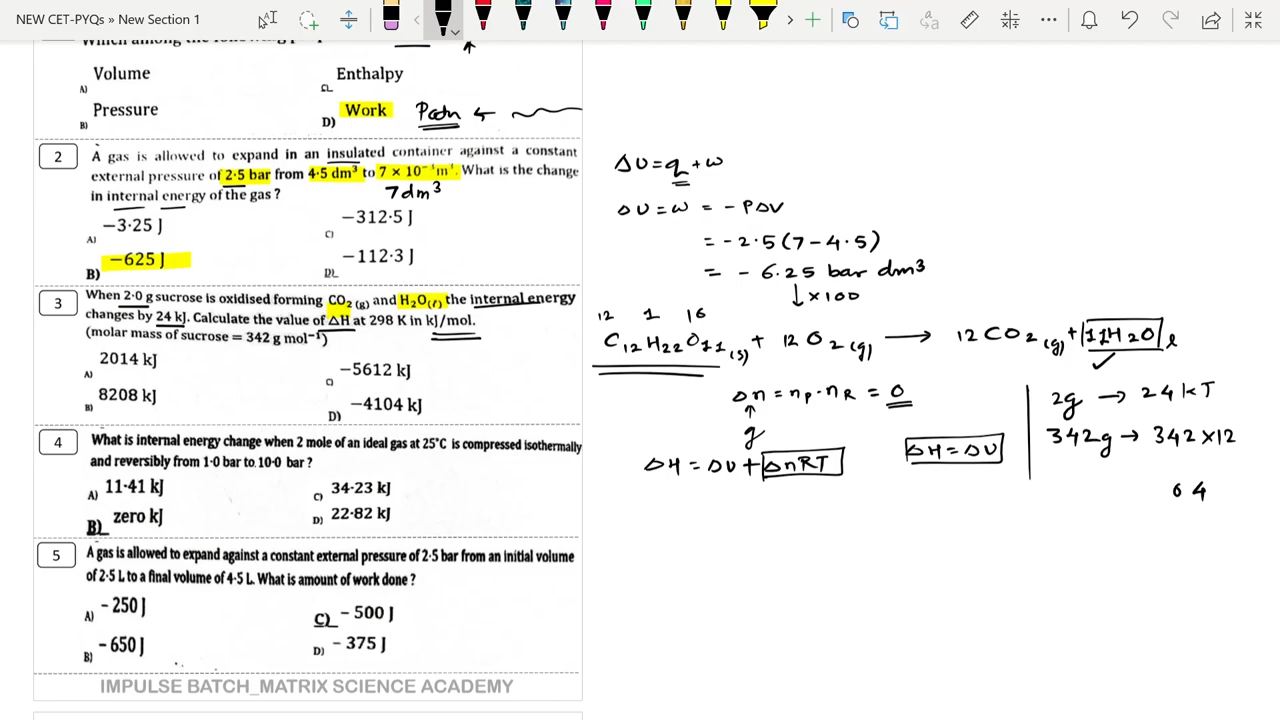 NEW CET-PYQs » New Section 1
A) Volume
C) Enthalpy
B) Pressure
D) Work
Path ←
2
A gas is allowed to expand in an insulated container against a constant
external pressure of 2·5 bar from 4·5 dm³ to 7 × 10⁻³m³. What is the change
in internal energy of the gas ?
7 dm³
A) −3·25 J
C) −312·5 J
B) −625 J
D) −112·3 J
3
When 2·0 g sucrose is oxidised forming CO₂ (g) and H₂O(ℓ) the internal energy
changes by 24 kJ. Calculate the value of ΔH at 298 K in kJ/mol.
(molar mass of sucrose = 342 g mol⁻¹)
A) 2014 kJ
C) −5612 kJ
B) 8208 kJ
D) −4104 kJ
4
What is internal energy change when 2 mole of an ideal gas at 25°C is compressed isothermally
and reversibly from 1·0 bar to 10·0 bar ?
A) 11·41 kJ
C) 34·23 kJ
B) zero kJ
D) 22·82 kJ
5
A gas is allowed to expand against a constant external pressure of 2·5 bar from an initial volume
of 2·5 L to a final volume of 4·5 L. What is amount of work done ?
A) - 250 J
C) - 500 J
B) - 650 J
D) - 375 J
IMPULSE BATCH_MATRIX SCIENCE ACADEMY
ΔU = q + w
ΔU = w = - PΔV
= - 2.5 (7 - 4.5)
= - 6.25 bar dm³
↓ × 100
12 1 16
C12H22O11 (s) + 12 O2 (g) → 12 CO2 (g) + 11H2O l
Δn = nP - nR = 0
↑
g
ΔH = ΔU + ΔnRT
ΔH = ΔU
2g → 24 kJ
342g → 342 × 12
04